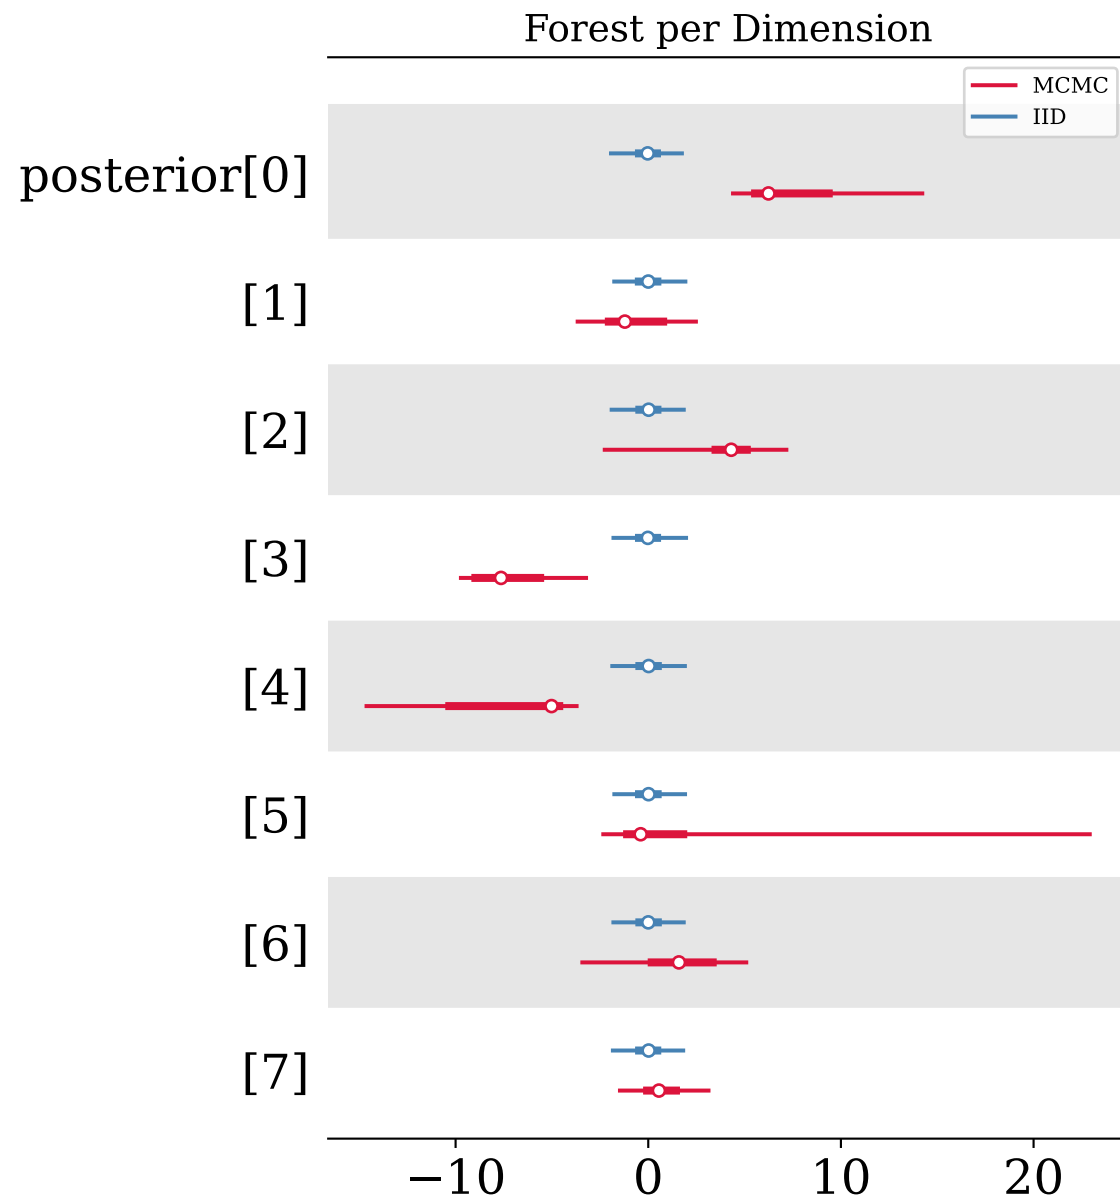 Forest per Dimension
MCMC
IID
posterior[0]
[1]
[2]
[3]
[4]
[5]
[6]
[7]
−10 0 10 20